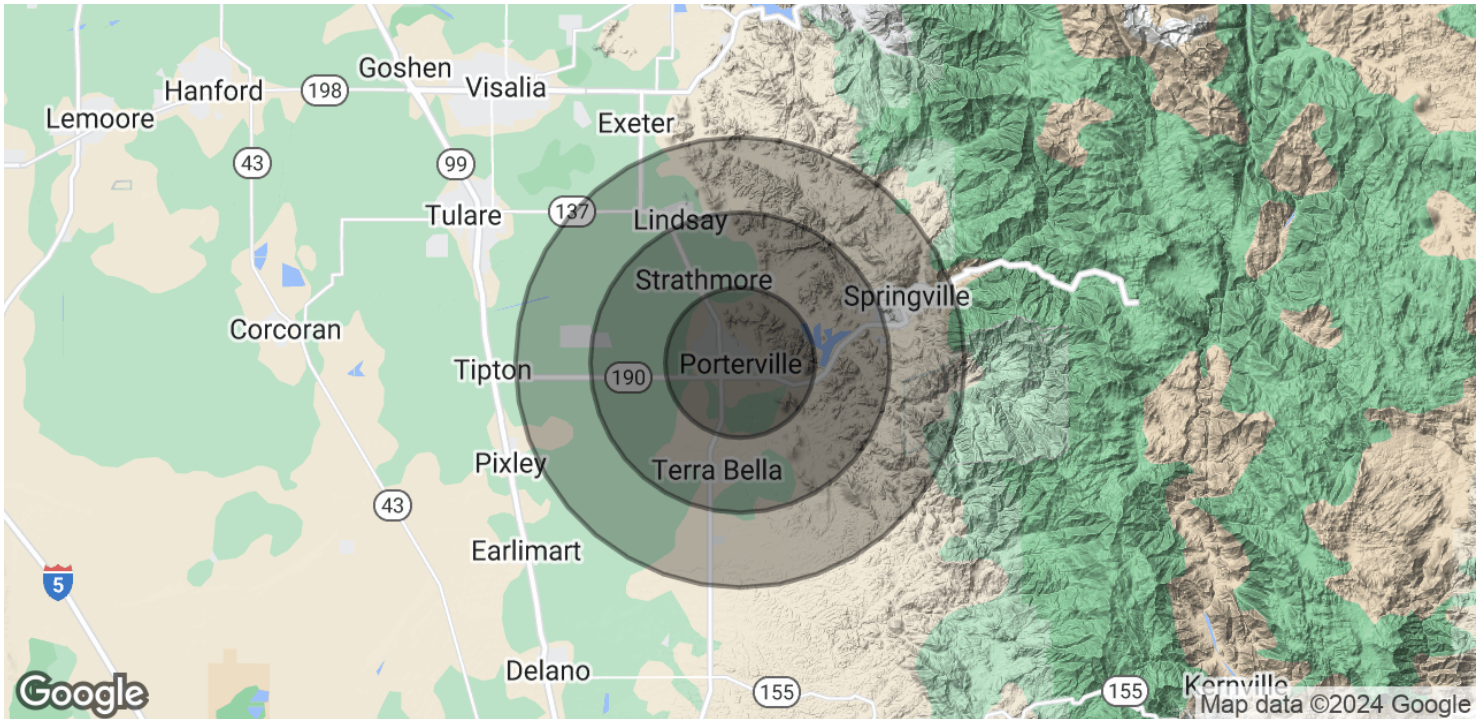 Goshen
Visalia
Hanford
198
Lemoore
Exeter
43
99
Tulare
137
Lindsay
Strathmore
Springville
Corcoran
Tipton
190
Porterville
Pixley
Terra Bella
43
Earlimart
5
Delano
155
155
Kernville
Google
Map data ©2024 Google